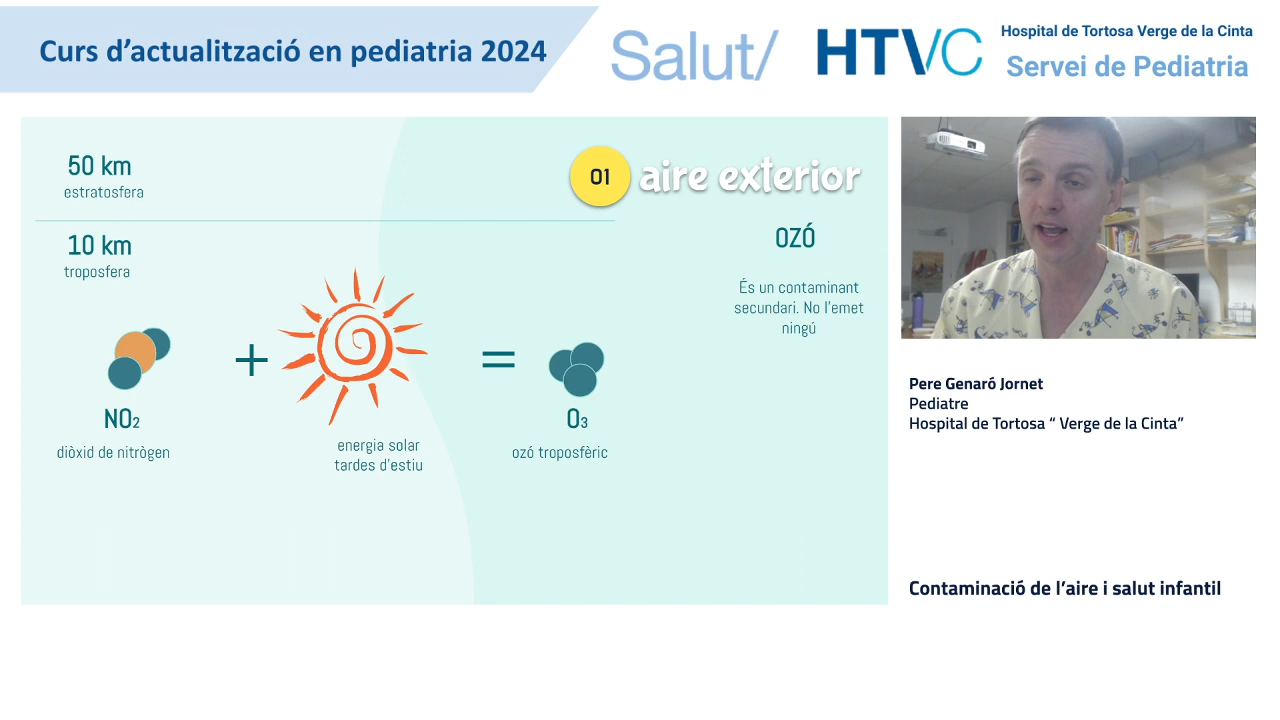 Curs d’actualització en pediatria 2024
Salut/
HTVC
Hospital de Tortosa Verge de la Cinta
Servei de Pediatria
50 km
estratosfera
10 km
troposfera
01
aire exterior
OZÓ
És un contaminant
secundari. No l'emet
ningú
+
=
NO2
diòxid de nitrògen
energia solar
tardes d'estiu
O3
ozó troposfèric
Pere Genaró Jornet
Pediatre
Hospital de Tortosa “ Verge de la Cinta”
Contaminació de l’aire i salut infantil